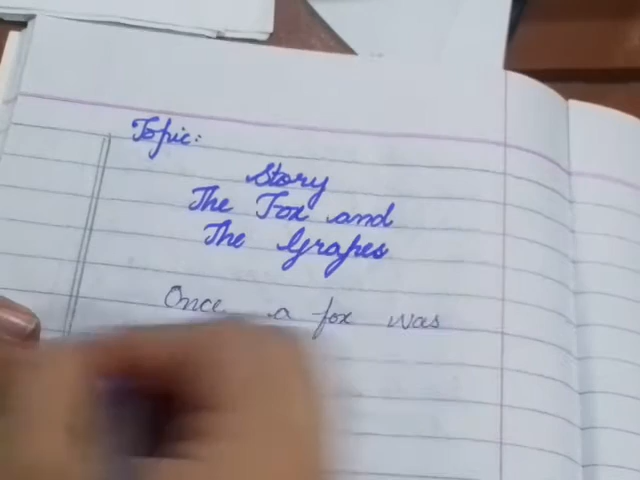 Topic:
Story
The Fox and
The Grapes
Once a fox was